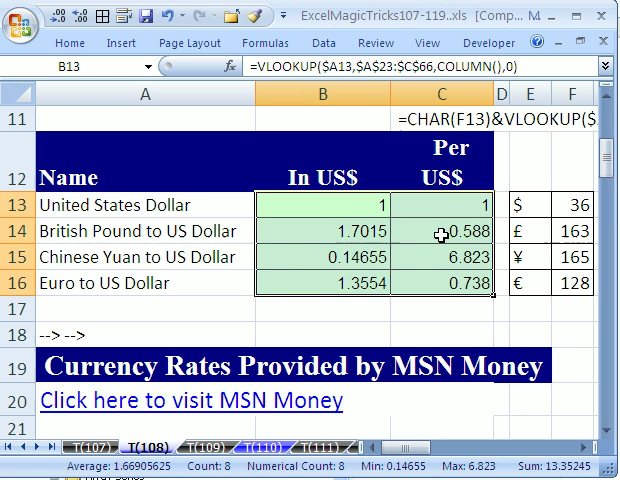 ExcelMagicTricks107-119..xls [Comp... M
Home Insert Page Layout Formulas Data Review View Developer
B13 fx =VLOOKUP($A13,$A$23:$C$66,COLUMN(),0)
A B C D E F
11 =CHAR(F13)&VLOOKUP($
12 Name In US$ Per US$
13 United States Dollar 1 1 $ 36
14 British Pound to US Dollar 1.7015 0.588 £ 163
15 Chinese Yuan to US Dollar 0.14655 6.823 ¥ 165
16 Euro to US Dollar 1.3554 0.738 € 128
17
18 --> -->
19 Currency Rates Provided by MSN Money
20 Click here to visit MSN Money
21
T(107) T(108) T(109) T(110) T(111)
Average: 1.66905625 Count: 8 Numerical Count: 8 Min: 0.14655 Max: 6.823 Sum: 13.35245